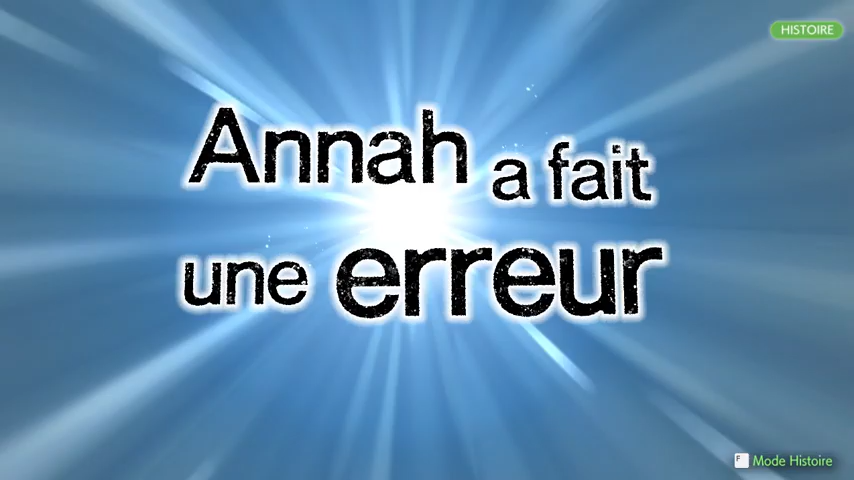 HISTOIRE
Annah a fait
une erreur
F Mode Histoire